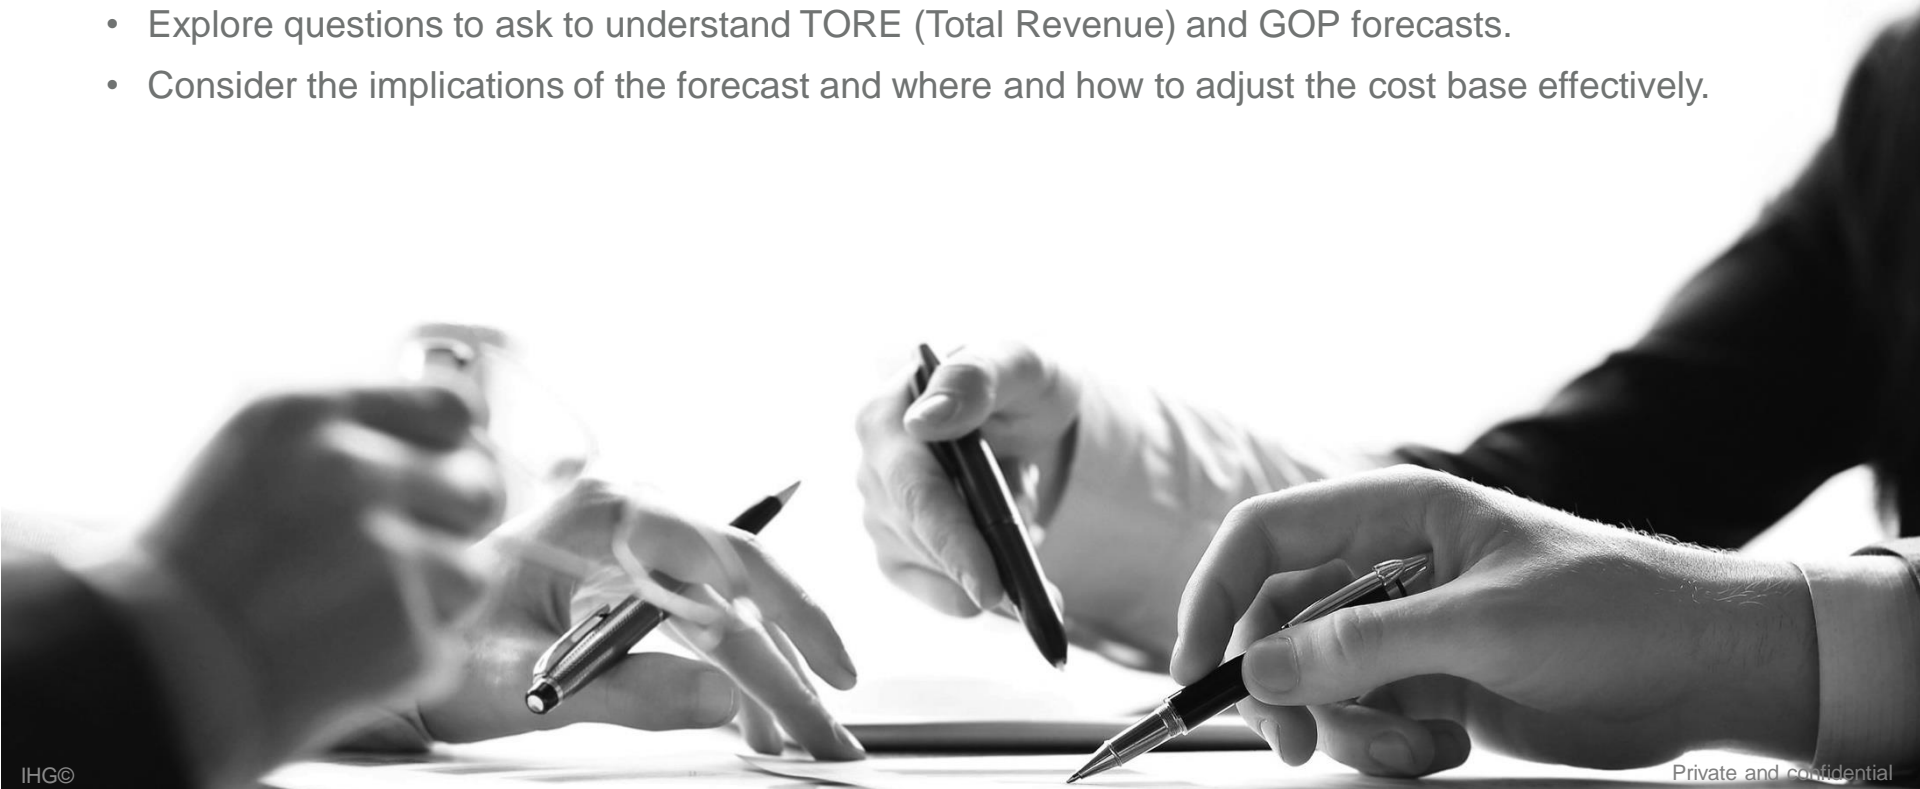 • Explore questions to ask to understand TORE (Total Revenue) and GOP forecasts.
• Consider the implications of the forecast and where and how to adjust the cost base effectively.
IHG©
Private and confidential